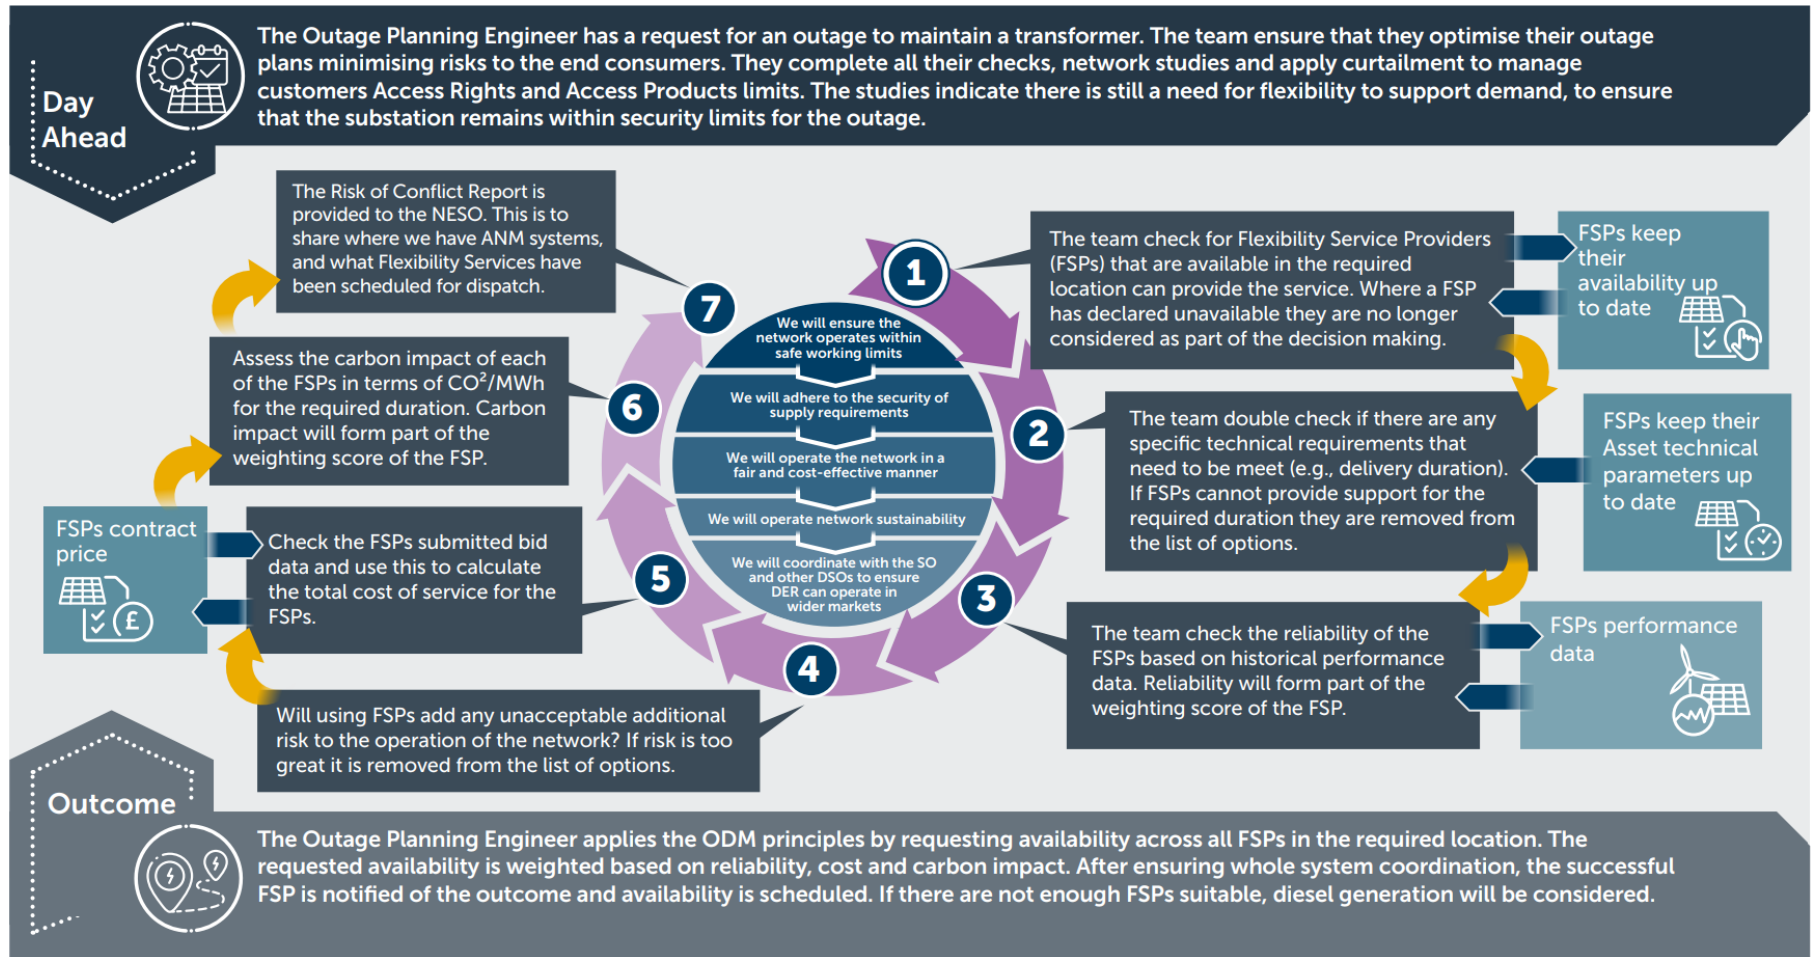 Day
Ahead
The Outage Planning Engineer has a request for an outage to maintain a transformer. The team ensure that they optimise their outage
plans minimising risks to the end consumers. They complete all their checks, network studies and apply curtailment to manage
customers Access Rights and Access Products limits. The studies indicate there is still a need for flexibility to support demand, to ensure
that the substation remains within security limits for the outage.
1
The team check for Flexibility Service Providers
(FSPs) that are available in the required
location can provide the service. Where a FSP
has declared unavailable they are no longer
considered as part of the decision making.
FSPs keep
their
availability up
to date
2
The team double check if there are any
specific technical requirements that
need to be meet (e.g., delivery duration).
If FSPs cannot provide support for the
required duration they are removed from
the list of options.
FSPs keep their
Asset technical
parameters up
to date
3
The team check the reliability of the
FSPs based on historical performance
data. Reliability will form part of the
weighting score of the FSP.
FSPs performance
data
4
Will using FSPs add any unacceptable additional
risk to the operation of the network? If risk is too
great it is removed from the list of options.
5
Check the FSPs submitted bid
data and use this to calculate
the total cost of service for the
FSPs.
FSPs contract
price
£
6
Assess the carbon impact of each
of the FSPs in terms of CO²/MWh
for the required duration. Carbon
impact will form part of the
weighting score of the FSP.
7
The Risk of Conflict Report is
provided to the NESO. This is to
share where we have ANM systems,
and what Flexibility Services have
been scheduled for dispatch.
We will ensure the
network operates within
safe working limits
We will adhere to the security of
supply requirements
We will operate the network in a
fair and cost-effective manner
We will operate network sustainability
We will coordinate with the SO
and other DSOs to ensure
DER can operate in
wider markets
Outcome
The Outage Planning Engineer applies the ODM principles by requesting availability across all FSPs in the required location. The
requested availability is weighted based on reliability, cost and carbon impact. After ensuring whole system coordination, the successful
FSP is notified of the outcome and availability is scheduled. If there are not enough FSPs suitable, diesel generation will be considered.